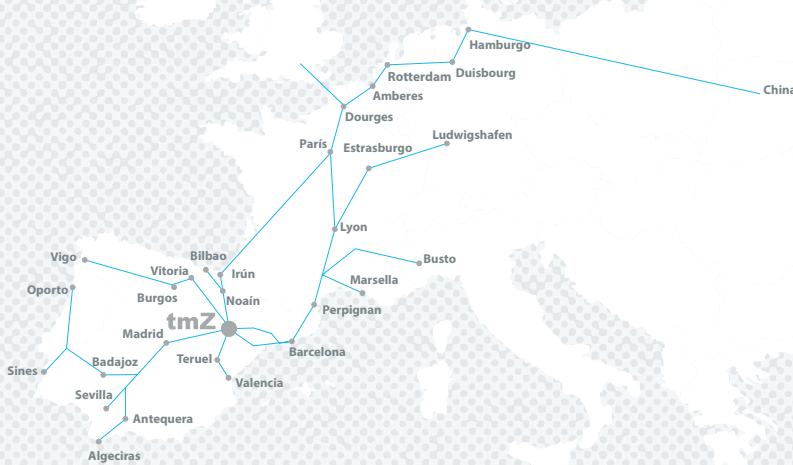 Hamburgo
Rotterdam
Duisbourg
China
Amberes
Dourges
Ludwigshafen
París
Estrasburgo
Lyon
Bilbao
Vigo
Busto
Vitoria
Irún
Marsella
Oporto
Burgos
Noaín
Perpignan
tmZ
Madrid
Barcelona
Teruel
Badajoz
Sines
Valencia
Sevilla
Antequera
Algeciras